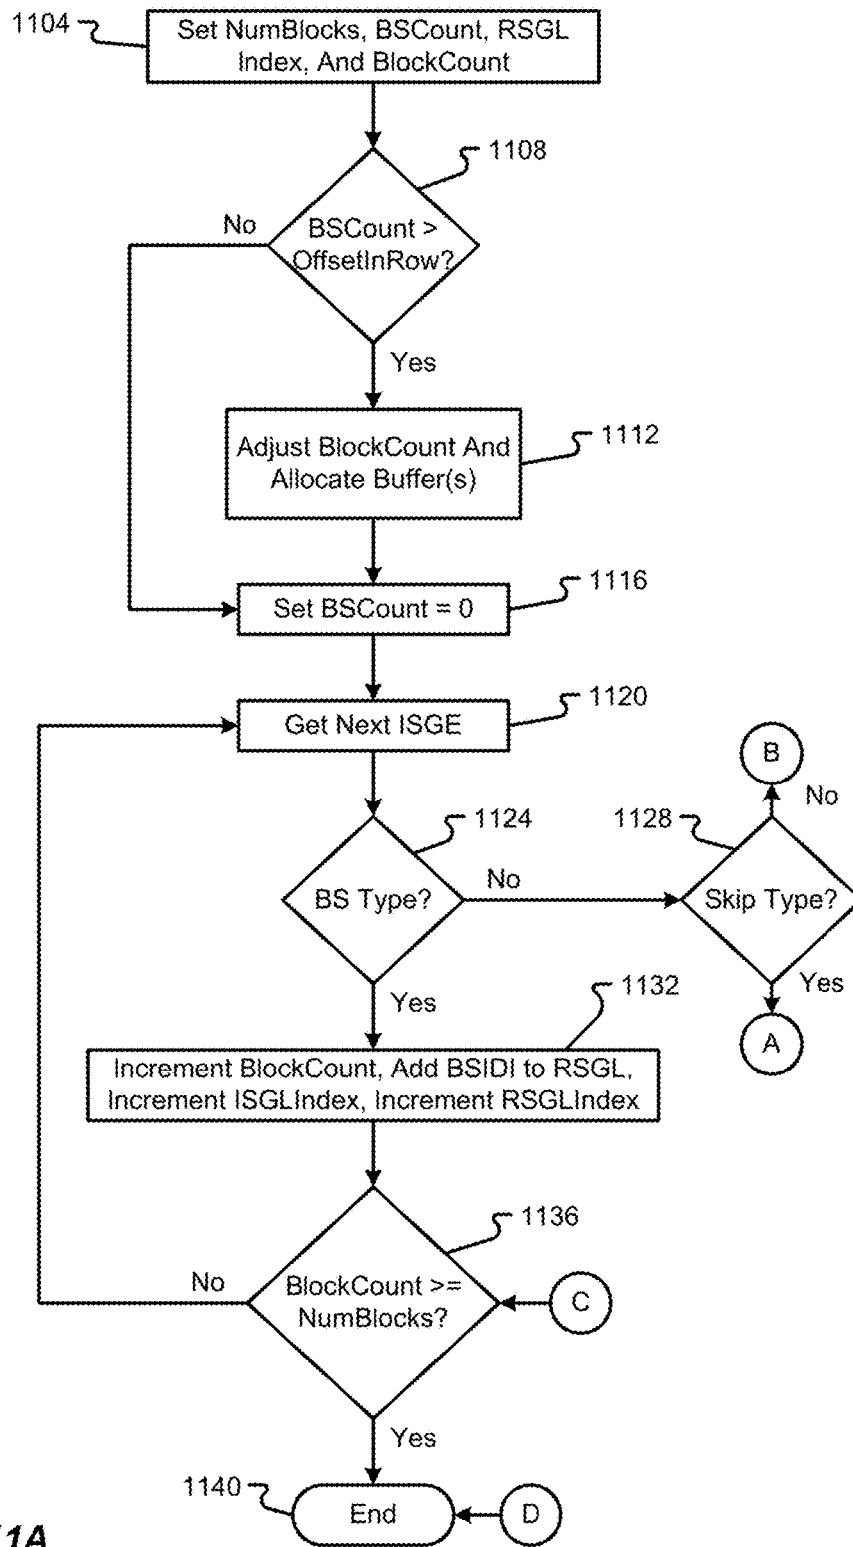 1104
Set NumBlocks, BSCount, RSGL
Index, And BlockCount
1108
No
BSCount >
OffsetInRow?
Yes
Adjust BlockCount And
Allocate Buffer(s)
1112
Set BSCount = 0
1116
Get Next ISGE
1120
B
No
1124
1128
BS Type?
No
Skip Type?
Yes
Yes
A
1132
Increment BlockCount, Add BSIDI to RSGL,
Increment ISGLIndex, Increment RSGLIndex
1136
No
BlockCount >=
NumBlocks?
C
Yes
1140
End
D